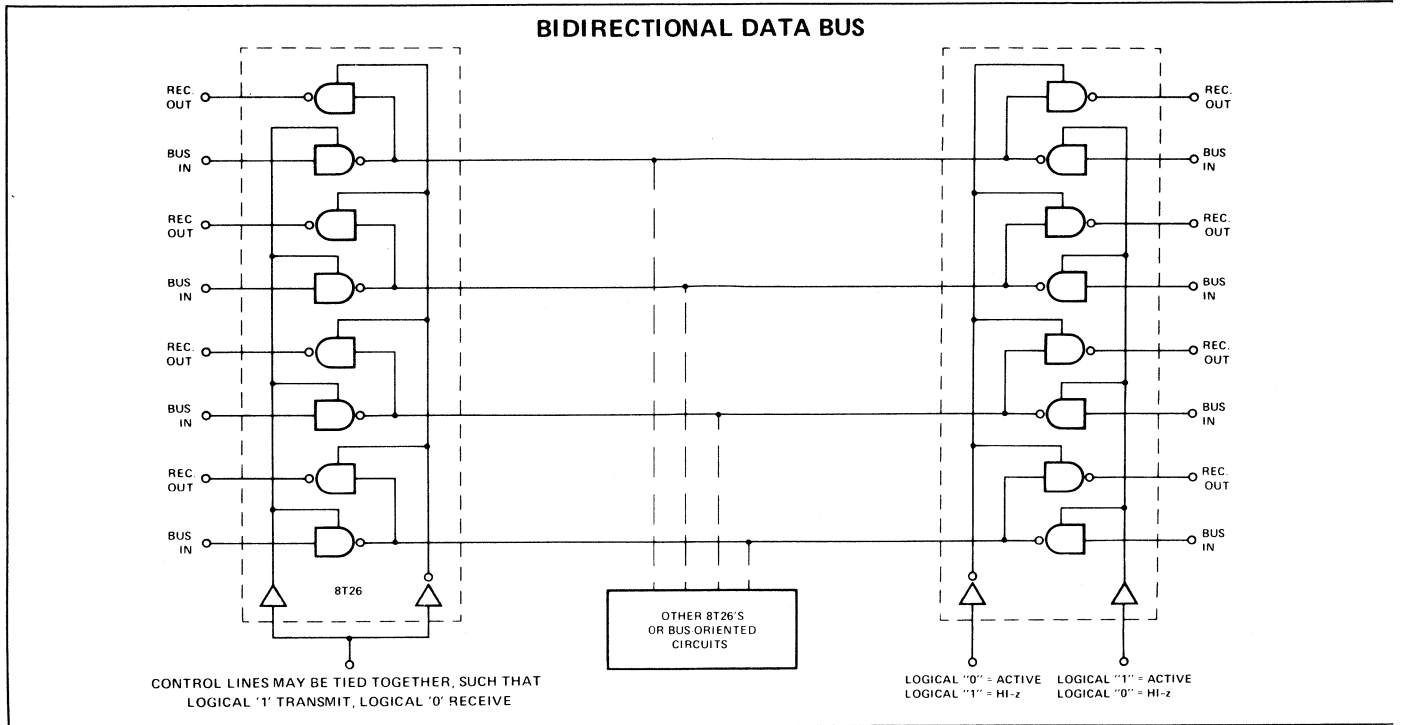 BIDIRECTIONAL DATA BUS
REC.
OUT
BUS
IN
REC
OUT
BUS
IN
REC.
OUT
BUS
IN
REC.
OUT
BUS
IN
8T26
CONTROL LINES MAY BE TIED TOGETHER, SUCH THAT
LOGICAL '1' TRANSMIT, LOGICAL '0' RECEIVE
OTHER 8T26'S
OR BUS-ORIENTED
CIRCUITS
REC.
OUT
BUS
IN
REC.
OUT
BUS
IN
REC.
OUT
BUS
IN
REC.
OUT
BUS
IN
LOGICAL "0" = ACTIVE
LOGICAL "1" = HI-z
LOGICAL "1" = ACTIVE
LOGICAL "0" = HI-z